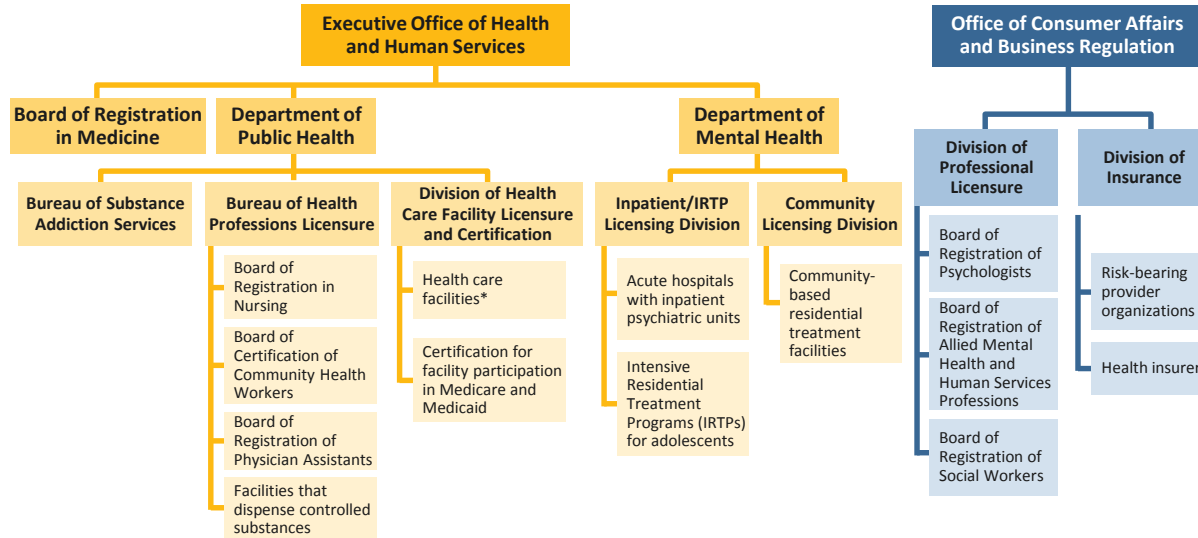 Executive Office of Health
and Human Services
Office of Consumer Affairs
and Business Regulation
Board of Registration
in Medicine
Department of
Public Health
Department of
Mental Health
Division of
Professional
Licensure
Division of
Insurance
Bureau of Substance
Addiction Services
Bureau of Health
Professions Licensure
Division of Health
Care Facility Licensure
and Certification
Inpatient/IRTP
Licensing Division
Community
Licensing Division
Board of
Registration in
Nursing
Board of
Certification of
Community Health
Workers
Board of
Registration of
Physician Assistants
Facilities that
dispense controlled
substances
Health care
facilities*
Certification for
facility participation
in Medicare and
Medicaid
Acute hospitals
with inpatient
psychiatric units
Intensive
Residential
Treatment
Programs (IRTPs)
for adolescents
Community-
based
residential
treatment
facilities
Board of
Registration of
Psychologists
Board of
Registration of
Allied Mental
Health and
Human Services
Professions
Board of
Registration of
Social Workers
Risk-bearing
provider
organizations
Health insurer